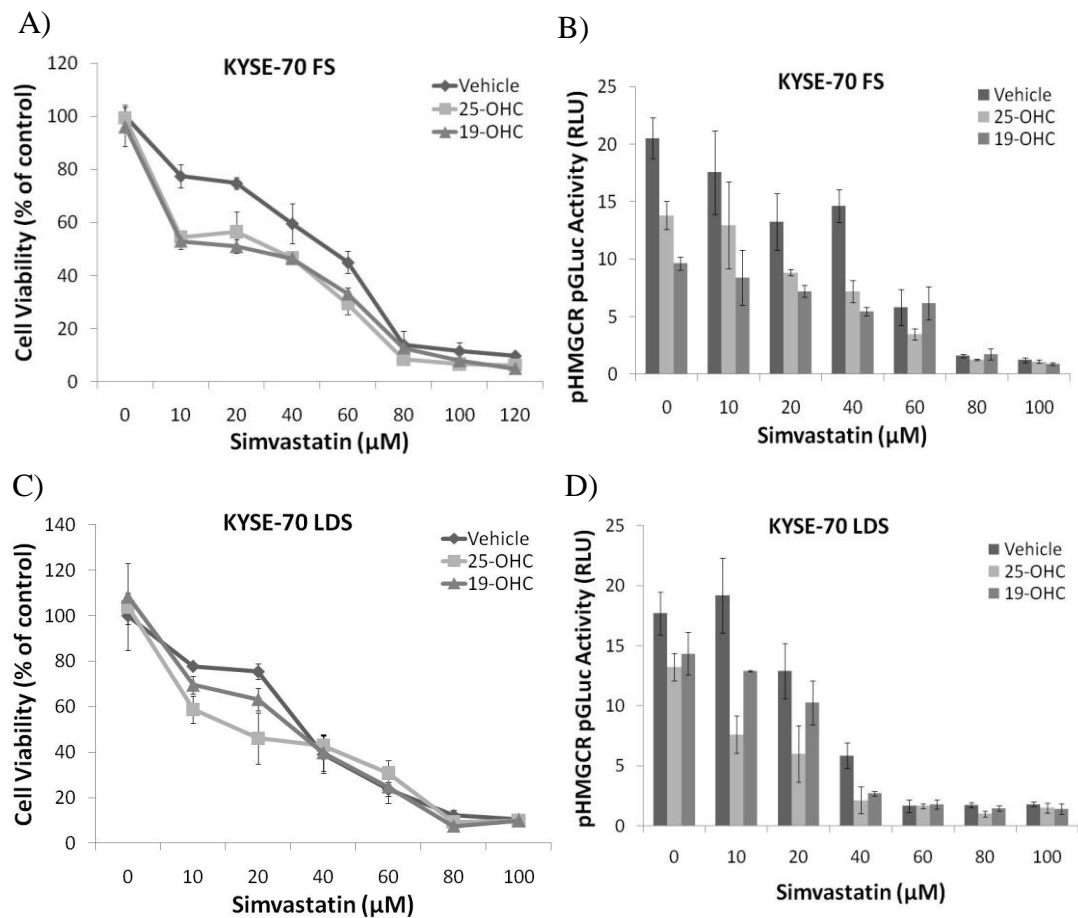 A)
KYSE-70 FS
Vehicle
25-OHC
19-OHC
Cell Viability (% of control)
120
100
80
60
40
20
0
0 10 20 40 60 80 100 120
Simvastatin (µM)
B)
KYSE-70 FS
Vehicle
25-OHC
19-OHC
pHMGCR pGLuc Activity (RLU)
25
20
15
10
5
0
0 10 20 40 60 80 100
Simvastatin (µM)
C)
KYSE-70 LDS
Vehicle
25-OHC
19-OHC
Cell Viability (% of control)
140
120
100
80
60
40
20
0
0 10 20 40 60 80 100
Simvastatin (µM)
D)
KYSE-70 LDS
Vehicle
25-OHC
19-OHC
pHMGCR pGLuc Activity (RLU)
25
20
15
10
5
0
0 10 20 40 60 80 100
Simvastatin (µM)